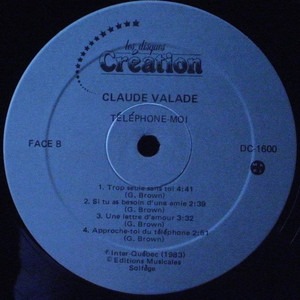 les disques
Création
CLAUDE VALADE
TÉLÉPHONE-MOI
FACE B
DC-1600
1. Trop seule sans toi 4:41
(G. Brown)
2. Si tu as besoin d'une amie 2:39
(G. Brown)
3. Une lettre d'amour 3:32
(G. Brown)
4. Approche-toi du téléphone 2:51
(G. Brown)
℗ Inter-Québec (1983)
© Editions Musicales
Solfège